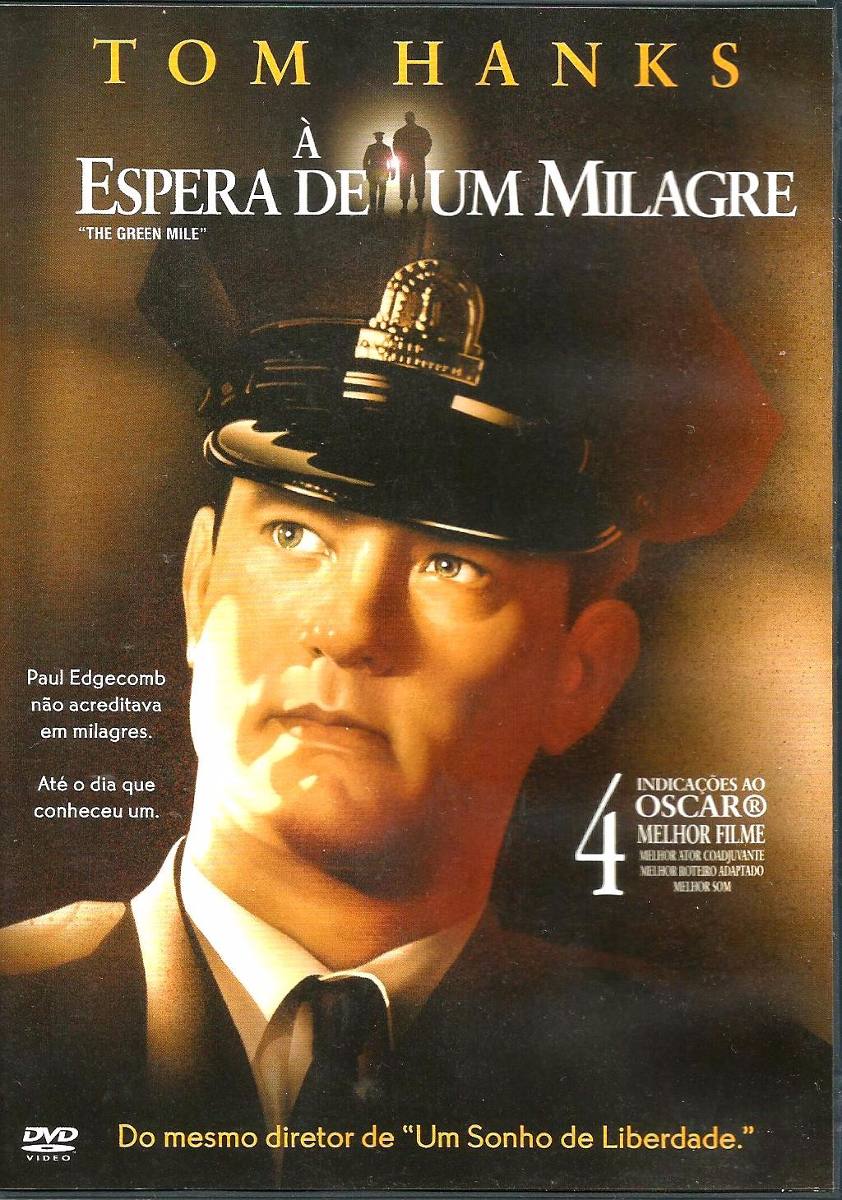 TOM HANKS
À
ESPERA DE UM MILAGRE
"THE GREEN MILE"
Paul Edgecomb
não acreditava
em milagres.
Até o dia que
conheceu um.
4
INDICAÇÕES AO
OSCAR®
MELHOR FILME
MELHOR ATOR COADJUVANTE
MELHOR ROTEIRO ADAPTADO
MELHOR SOM
DVD
VIDEO
Do mesmo diretor de "Um Sonho de Liberdade."